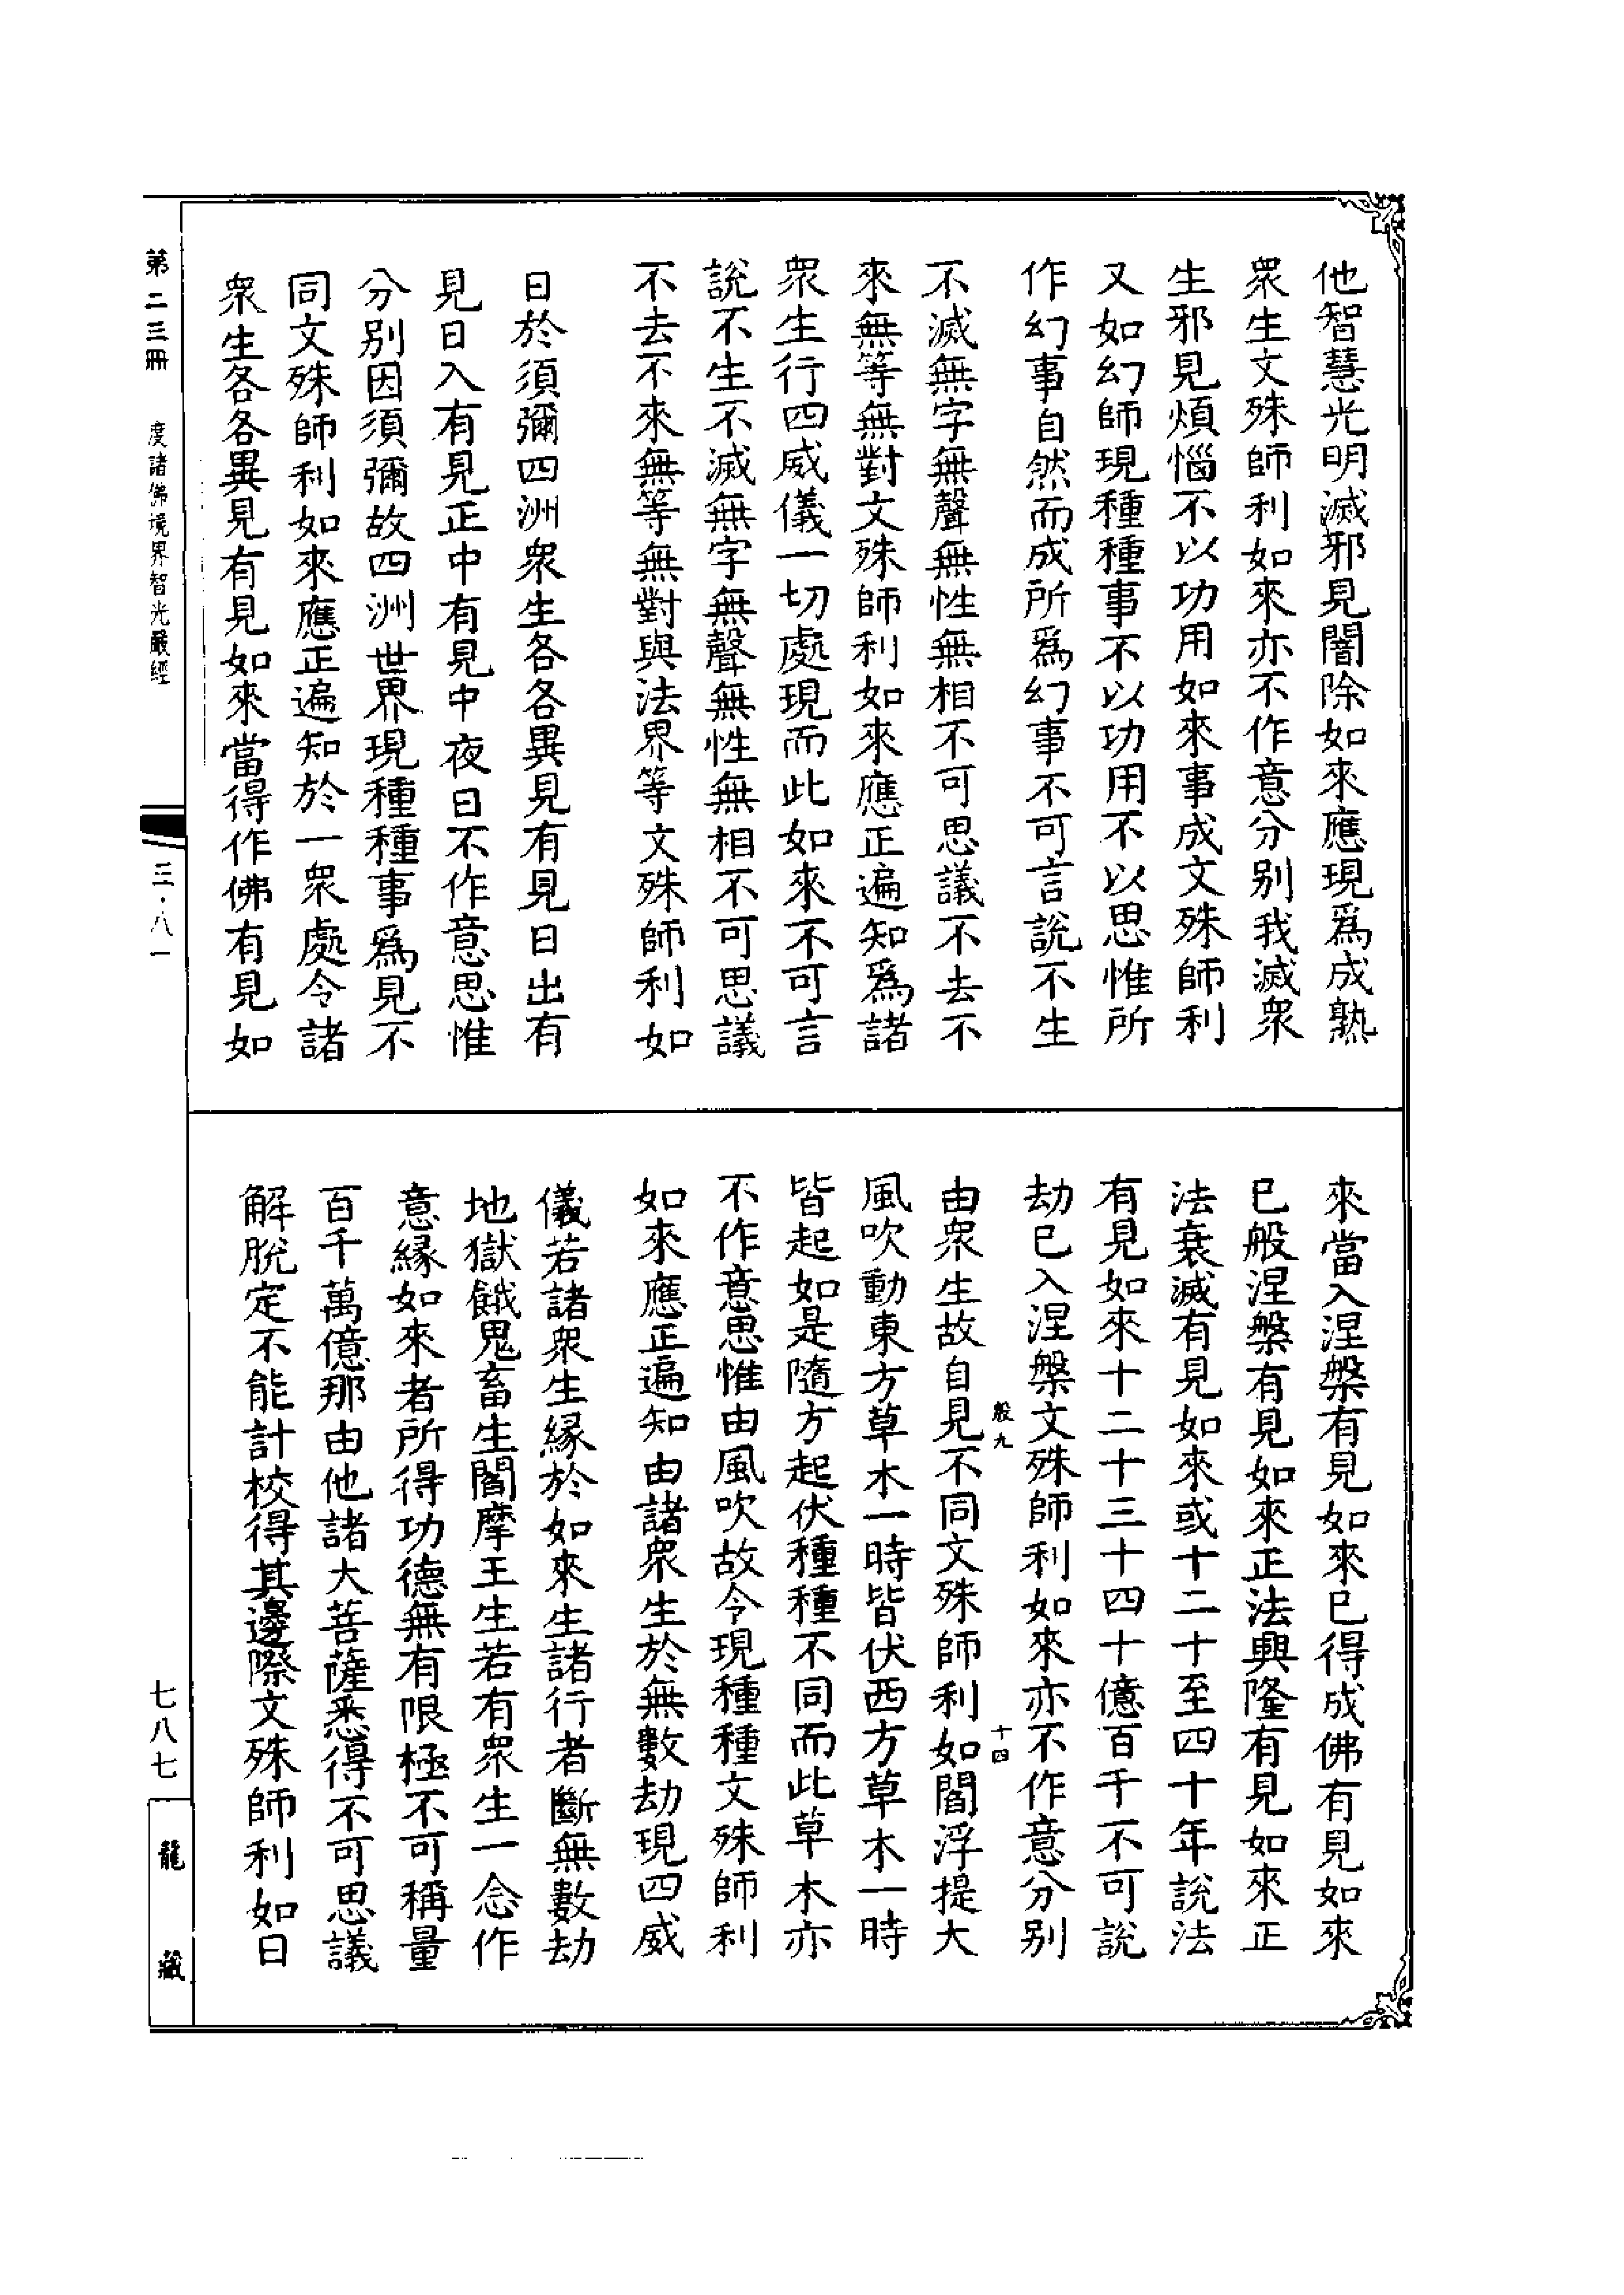 他智慧光明滅邪見闇除如來應現爲成熟
衆生文殊師利如來亦不作意分別我滅衆
生邪見煩惱不以功用如來事成文殊師利
又如幻師現種種事不以功用不以思惟所
作幻事自然而成所爲幻事不可言說不生
不滅無字無聲無性無相不可思議不去不
來無等無對文殊師利如來應正遍知爲諸
衆生行四威儀一切處現而此如來不可言
說不生不滅無字無聲無性無相不可思議
不去不來無等無對與法界等文殊師利如
日於須彌四洲衆生各各異見有見日出有
見日入有見正中有見中夜日不作意思惟
分別因須彌故四洲世界現種種事爲見不
同文殊師利如來應正遍知於一衆處令諸
衆生各各異見有見如來當得作佛有見如
來當入涅槃有見如來已得成佛有見如來
已般涅槃有見如來正法興隆有見如來正
法衰滅有見如來或十二十至四十年說法
有見如來十二十三十四十億百千不可說
劫已入涅槃文殊師利如來亦不作意分別
般九
十四
由衆生故自見不同文殊師利如閻浮提大
風吹動東方草木一時皆伏西方草木一時
皆起如是隨方起伏種種不同而此草木亦
不作意思惟由風吹故令現種種文殊師利
如來應正遍知由諸衆生於無數劫現四威
儀若諸衆生緣於如來生諸行者斷無數劫
地獄餓鬼畜生閻摩王生若有衆生一念作
意緣如來者所得功德無有限極不可稱量
百千萬億那由他諸大菩薩悉得不可思議
解脫定不能計校得其邊際文殊師利如日
第二三冊
度諸佛境界智光嚴經
三·八一
七八七
龍藏